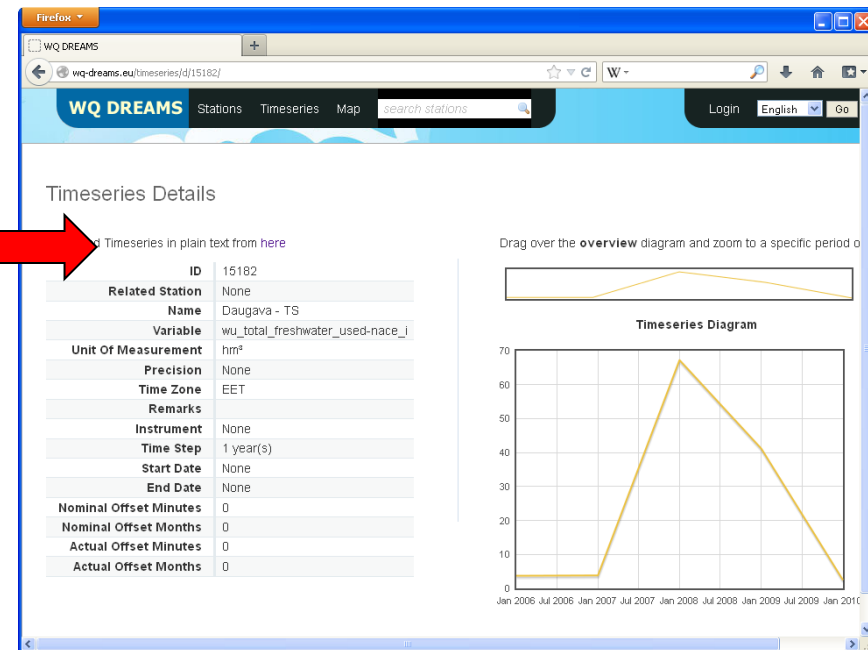 Firefox
WQ DREAMS
wq-dreams.eu/timeseries/d/15182/
WQ DREAMS Stations Timeseries Map search stations Login English Go
Timeseries Details
d Timeseries in plain text from here
ID 15182
Related Station None
Name Daugava - TS
Variable wu_total_freshwater_used-nace_i
Unit Of Measurement hm³
Precision None
Time Zone EET
Remarks
Instrument None
Time Step 1 year(s)
Start Date None
End Date None
Nominal Offset Minutes 0
Nominal Offset Months 0
Actual Offset Minutes 0
Actual Offset Months 0
Drag over the overview diagram and zoom to a specific period o
Timeseries Diagram
70
60
50
40
30
20
10
0
Jan 2006 Jul 2006 Jan 2007 Jul 2007 Jan 2008 Jul 2008 Jan 2009 Jul 2009 Jan 2010